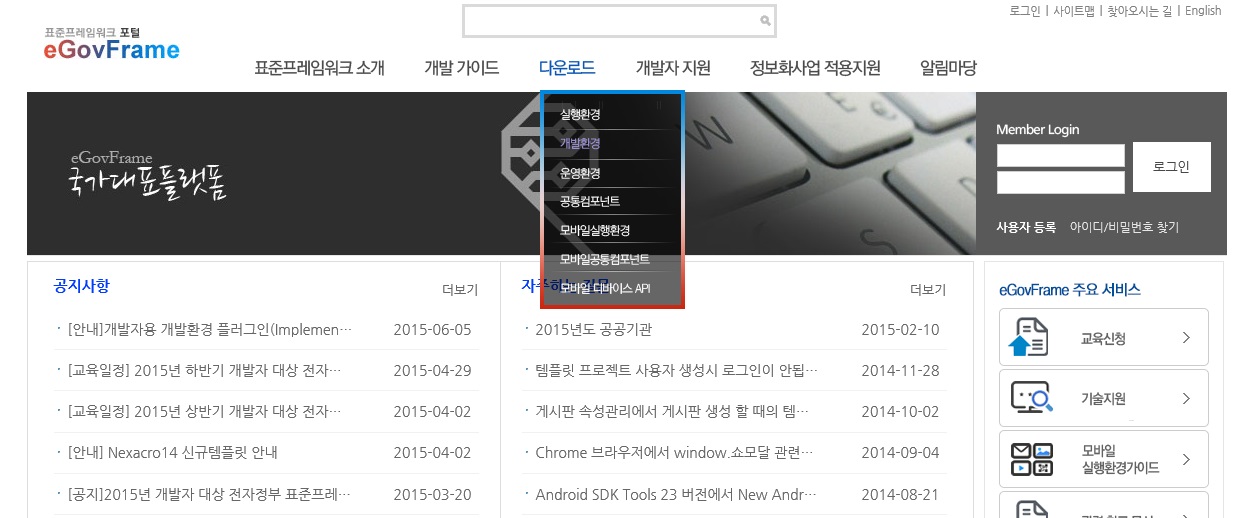 로그인 | 사이트맵 | 찾아오시는 길 | English
표준프레임워크 포털
eGovFrame
표준프레임워크 소개 개발 가이드 다운로드 개발자 지원 정보화사업 적용지원 알림마당
실행환경
개발환경
운영환경
공통컴포넌트
모바일실행환경
모바일공통컴포넌트
모바일 디바이스 API
eGovFrame
국가대표플랫폼
Member Login
로그인
사용자 등록 아이디/비밀번호 찾기
공지사항 더보기
· [안내]개발자용 개발환경 플러그인(Implemen… 2015-06-05
· [교육일정] 2015년 하반기 개발자 대상 전자… 2015-04-29
· [교육일정] 2015년 상반기 개발자 대상 전자… 2015-04-02
· [안내] Nexacro14 신규템플릿 안내 2015-04-02
· [공지]2015년 개발자 대상 전자정부 표준프레… 2015-03-20
더보기
· 2015년도 공공기관 2015-02-10
· 템플릿 프로젝트 사용자 생성시 로그인이 안됩… 2014-11-28
· 게시판 속성관리에서 게시판 생성 할 때의 템… 2014-10-02
· Chrome 브라우저에서 window.쇼모달 관련… 2014-09-04
· Android SDK Tools 23 버전에서 New Andr… 2014-08-21
eGovFrame 주요 서비스
교육신청
기술지원
모바일
실행환경가이드